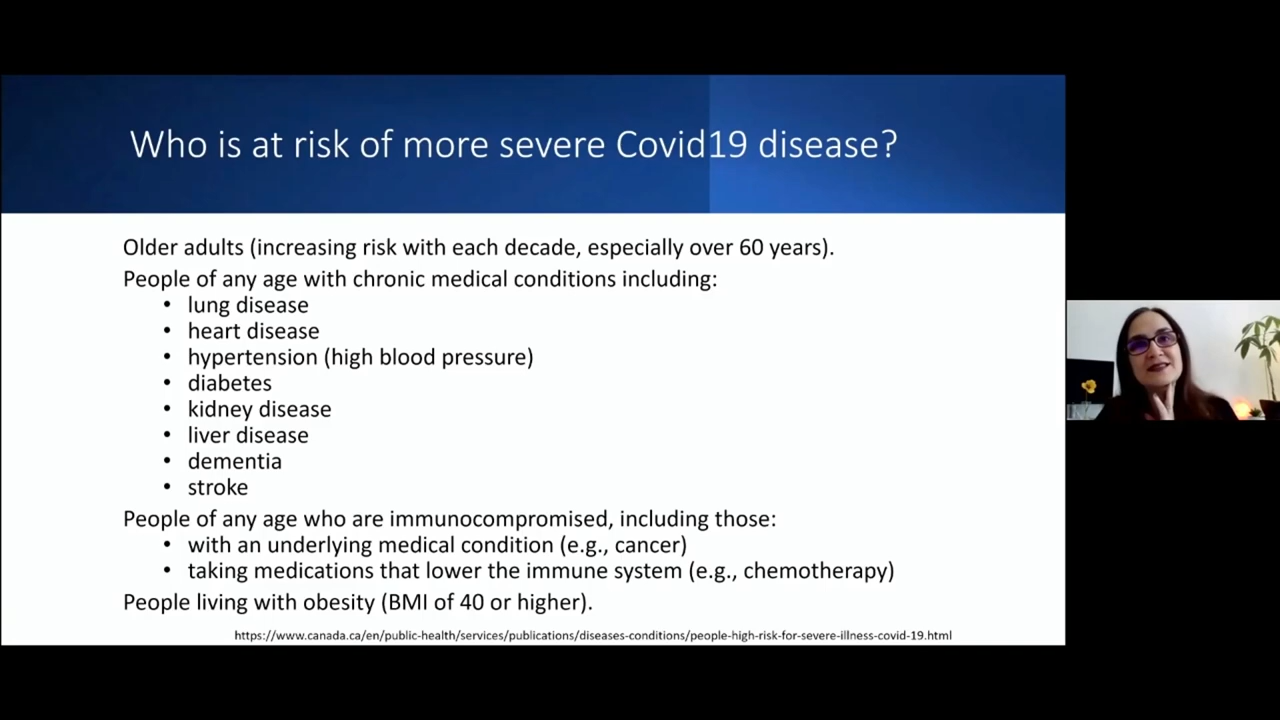 Who is at risk of more severe Covid19 disease?
Older adults (increasing risk with each decade, especially over 60 years).
People of any age with chronic medical conditions including:
• lung disease
• heart disease
• hypertension (high blood pressure)
• diabetes
• kidney disease
• liver disease
• dementia
• stroke
People of any age who are immunocompromised, including those:
• with an underlying medical condition (e.g., cancer)
• taking medications that lower the immune system (e.g., chemotherapy)
People living with obesity (BMI of 40 or higher).
https://www.canada.ca/en/public-health/services/publications/diseases-conditions/people-high-risk-for-severe-illness-covid-19.html